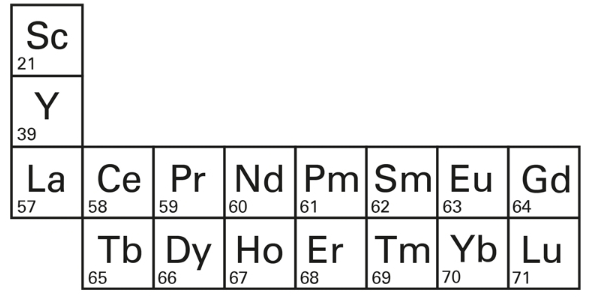 Sc
21
Y
39
La Ce Pr Nd Pm Sm Eu Gd
57 58 59 60 61 62 63 64
Tb Dy Ho Er Tm Yb Lu
65 66 67 68 69 70 71